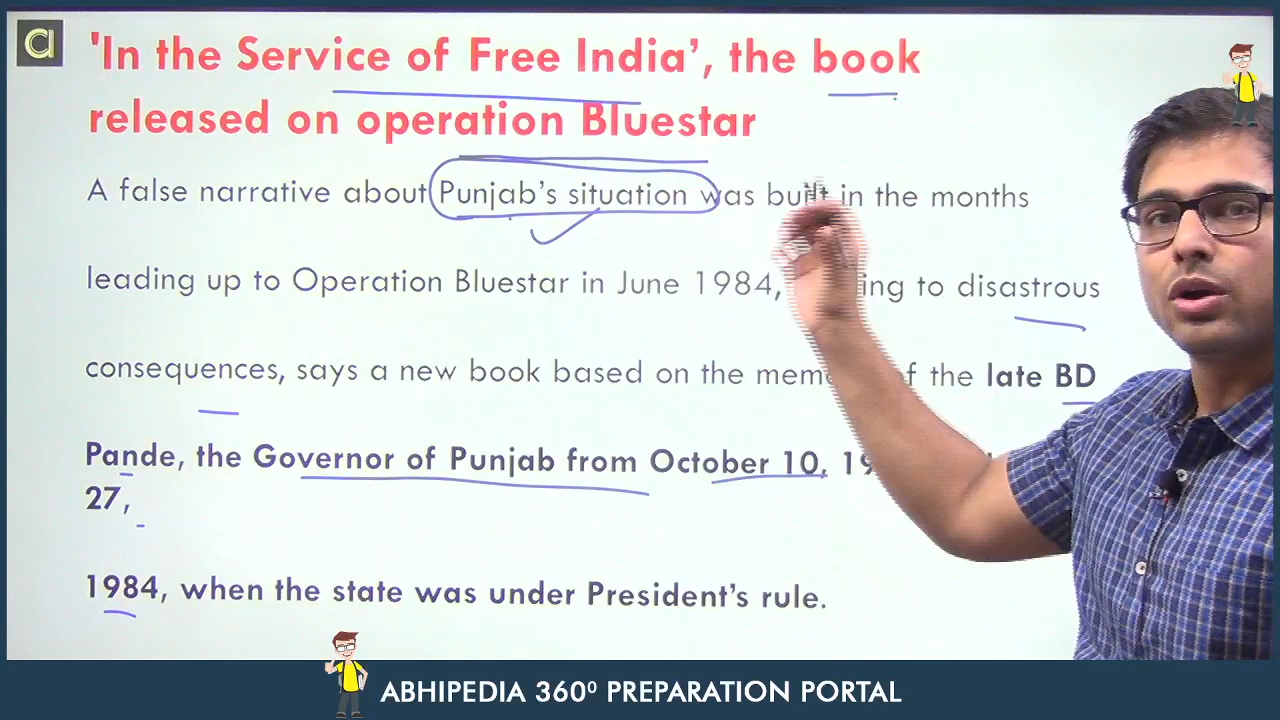 a
'In the Service of Free India’, the book
released on operation Bluestar
A false narrative about Punjab’s situation was built in the months
leading up to Operation Bluestar in June 1984, ing to disastrous
consequences, says a new book based on the mem f the late BD
Pande, the Governor of Punjab from October 10, 19
27,
1984, when the state was under President’s rule.
ABHIPEDIA 360⁰ PREPARATION PORTAL